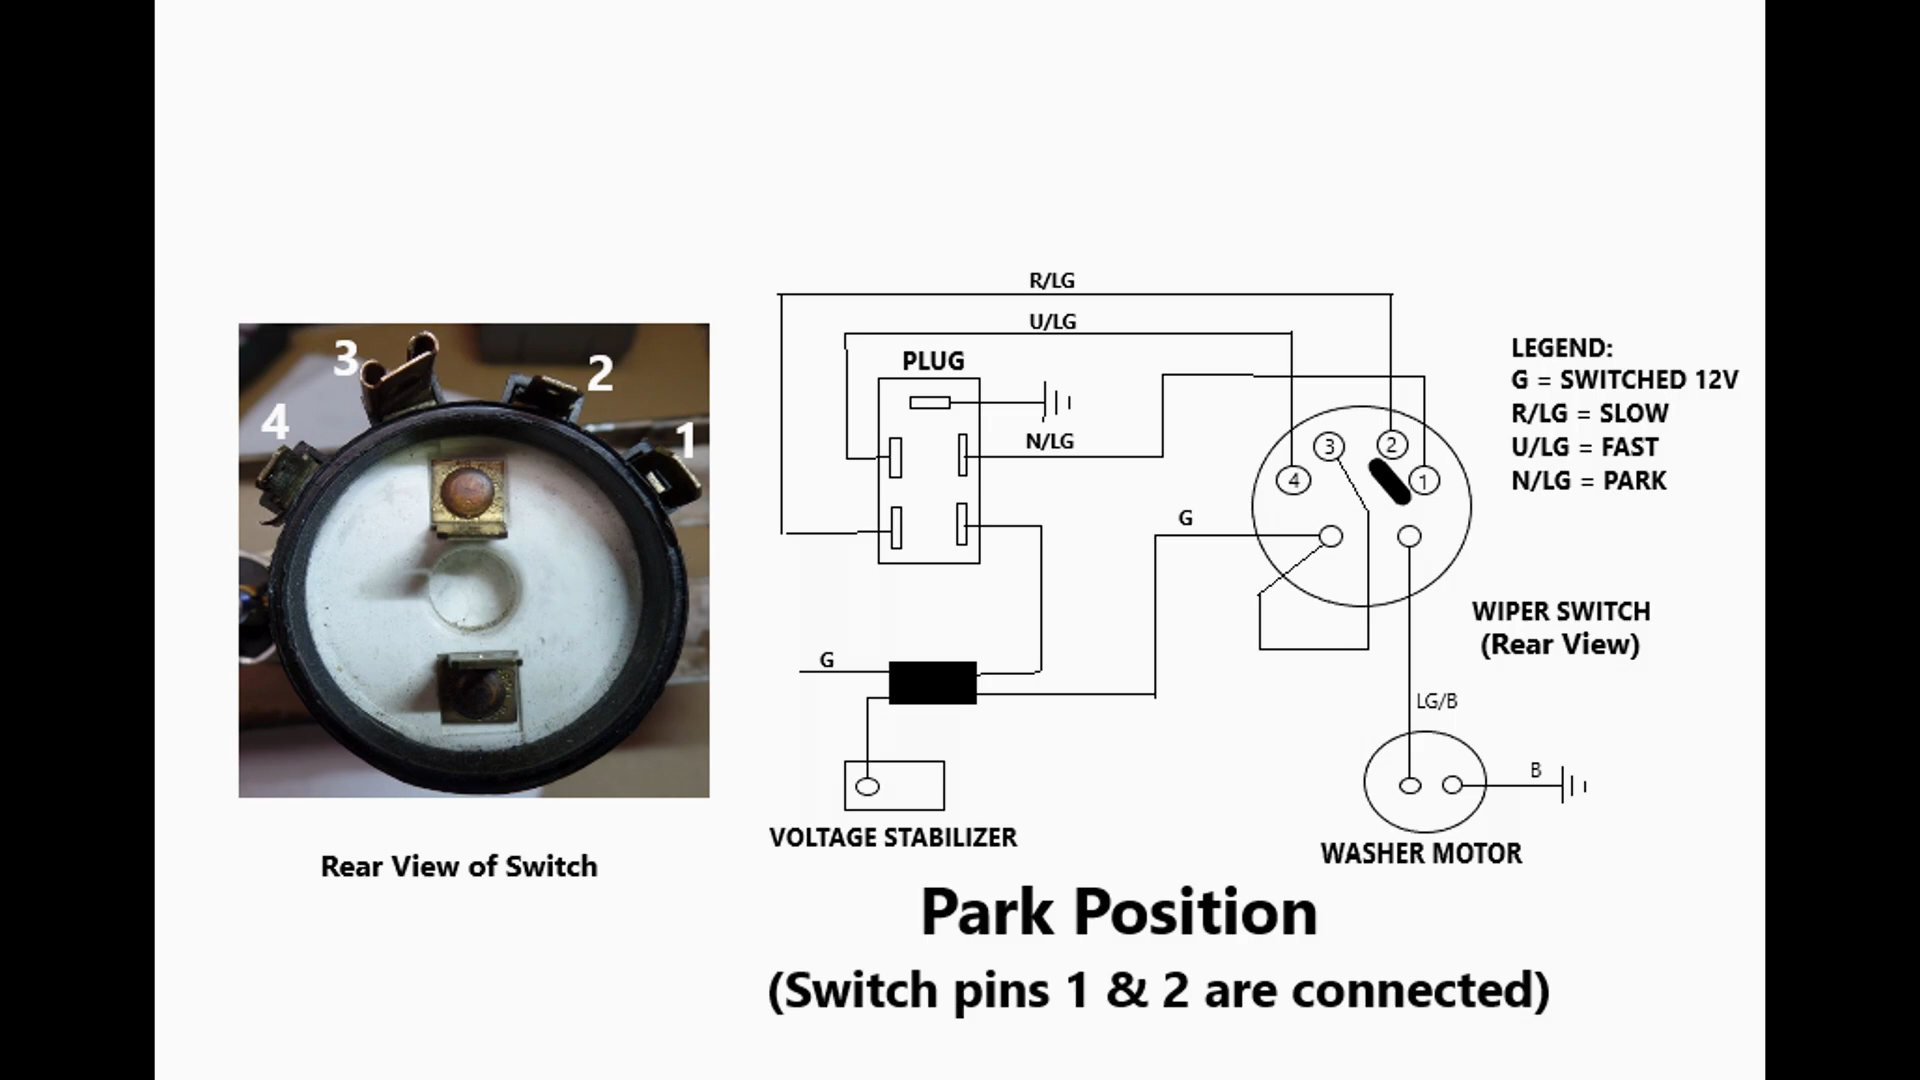 3
2
4
1
Rear View of Switch
R/LG
U/LG
PLUG
N/LG
G
G
3
2
4
1
LEGEND:
G = SWITCHED 12V
R/LG = SLOW
U/LG = FAST
N/LG = PARK
WIPER SWITCH
(Rear View)
LG/B
B
VOLTAGE STABILIZER
WASHER MOTOR
Park Position
(Switch pins 1 & 2 are connected)